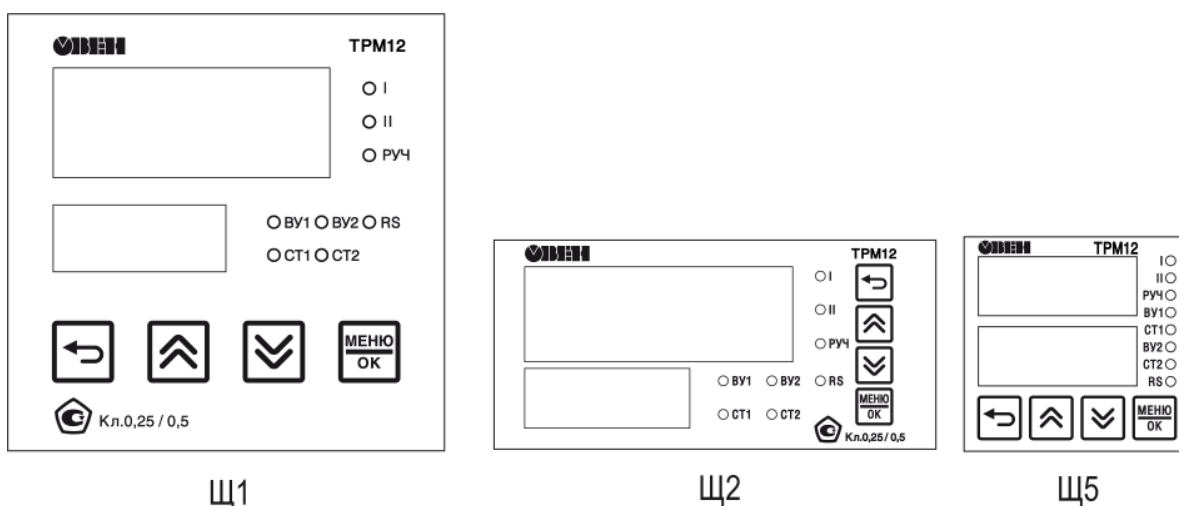 ОВЕН ТРМ12
I
II
РУЧ
ВУ1 ВУ2 RS
СТ1 СТ2
МЕНЮ
ОК
Кл.0,25 / 0,5
Щ1
ОВЕН ТРМ12
I
II
РУЧ
ВУ1 ВУ2 RS
СТ1 СТ2
МЕНЮ
ОК
Кл.0,25 / 0,5
Щ2
ОВЕН ТРМ12
I
II
РУЧ
ВУ1
СТ1
ВУ2
СТ2
RS
МЕНЮ
ОК
Щ5